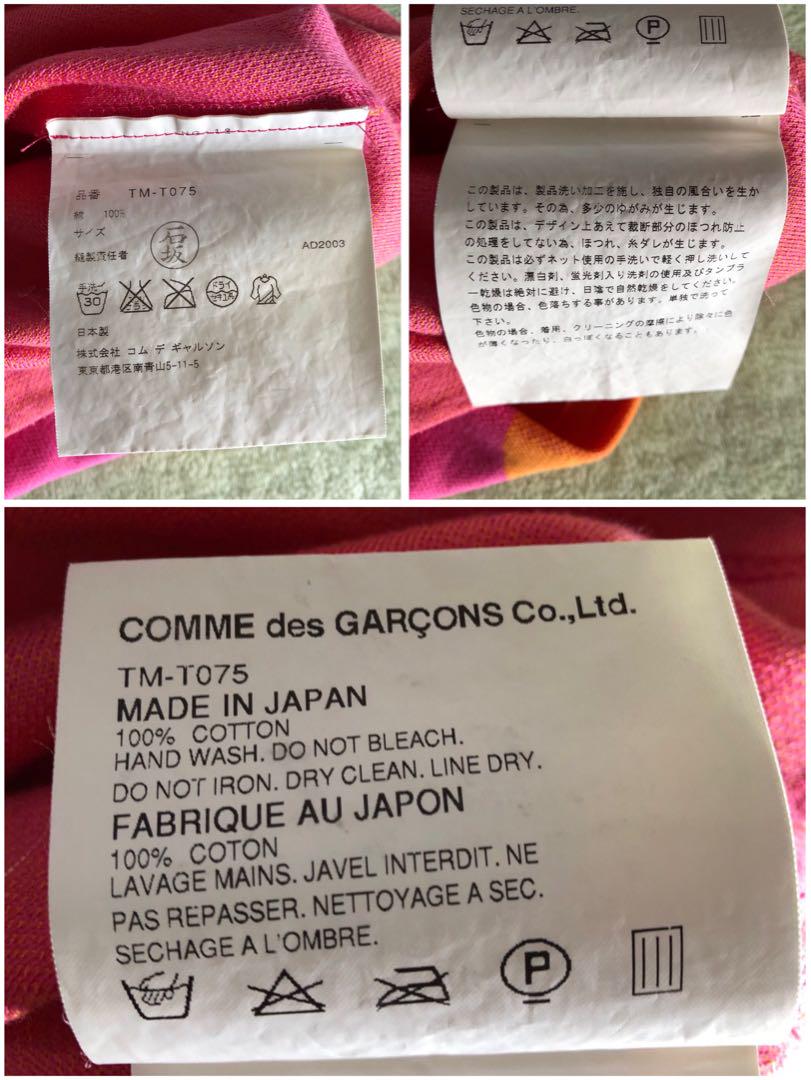 No 18
品番 TM-T075
綿 100%
サイズ
縫製責任者 石坂 AD2003
手洗イ 30 ドライ セキユ系
日本製
株式会社 コム デ ギャルソン
東京都港区南青山5-11-5
SECHAGE A L'OMBRE.
P
この製品は、製品洗い加工を施し、独自の風合いを生か
しています。その為、多少のゆがみが生じます。
この製品は、デザイン上あえて裁断部分のほつれ防止
の処理をしてない為、ほつれ、糸ダレが生じます。
この製品は必ずネット使用の手洗いで軽く押し洗いして
ください。漂白剤、蛍光剤入り洗剤の使用及びタンブラ
ー乾燥は絶対に避け、日陰で自然乾燥をしてください。
色物の場合、色落ちする事があります。単独で洗って
下さい。
色物の場合、着用、クリーニングの摩擦により除々に色
が薄くなったり、白っぽくなることもあります。
COMME des GARÇONS Co.,Ltd.
TM-T075
MADE IN JAPAN
100% COTTON
HAND WASH. DO NOT BLEACH.
DO NOT IRON. DRY CLEAN. LINE DRY.
FABRIQUE AU JAPON
100% COTON
LAVAGE MAINS. JAVEL INTERDIT. NE
PAS REPASSER. NETTOYAGE A SEC.
SECHAGE A L'OMBRE.
P